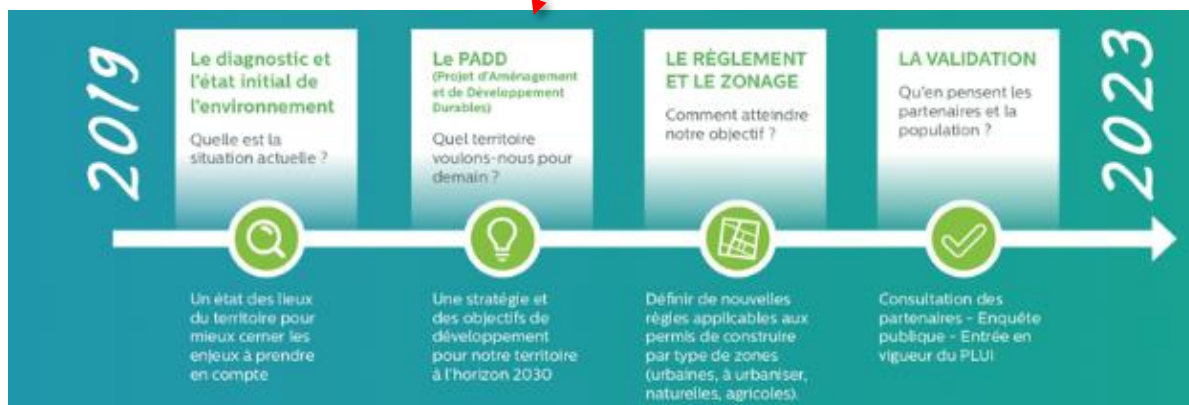 2019
Le diagnostic et
l'état initial de
l'environnement
Quelle est la
situation actuelle ?
Un état des lieux
du territoire pour
mieux cerner les
enjeux à prendre
en compte
Le PADD
(Projet d'Aménagement
et de Développement
Durables)
Quel territoire
voulons-nous pour
demain ?
Une stratégie et
des objectifs de
développement
pour notre territoire
à l'horizon 2030
LE RÈGLEMENT
ET LE ZONAGE
Comment atteindre
notre objectif ?
Définir de nouvelles
règles applicables aux
permis de construire
par type de zones
(urbaines, à urbaniser,
naturelles, agricoles).
LA VALIDATION
Qu'en pensent les
partenaires et la
population ?
Consultation des
partenaires - Enquête
publique - Entrée en
vigueur du PLUI
2023